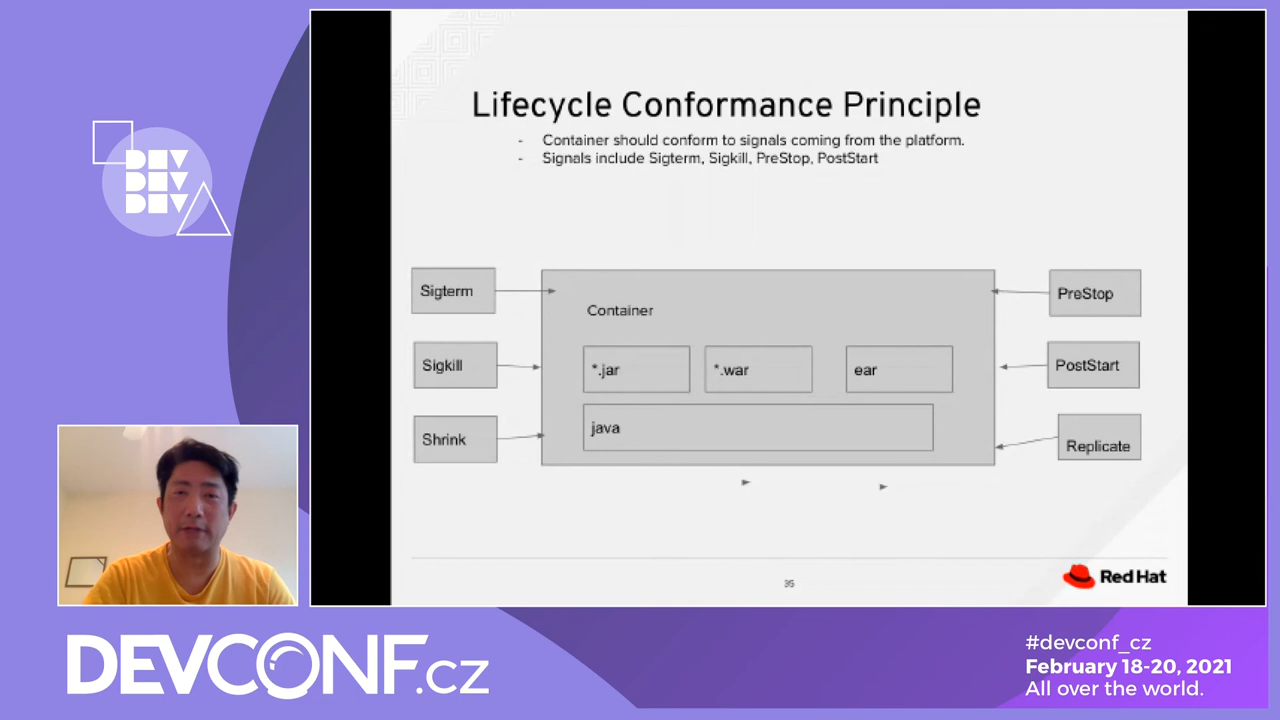 DEV
DEV
DEV
Lifecycle Conformance Principle
- Container should conform to signals coming from the platform.
- Signals include Sigterm, Sigkill, PreStop, PostStart
Sigterm
Sigkill
Shrink
Container
*.jar
*.war
ear
java
PreStop
PostStart
Replicate
35
Red Hat
DEVCONF.cz
#devconf_cz
February 18-20, 2021
All over the world.